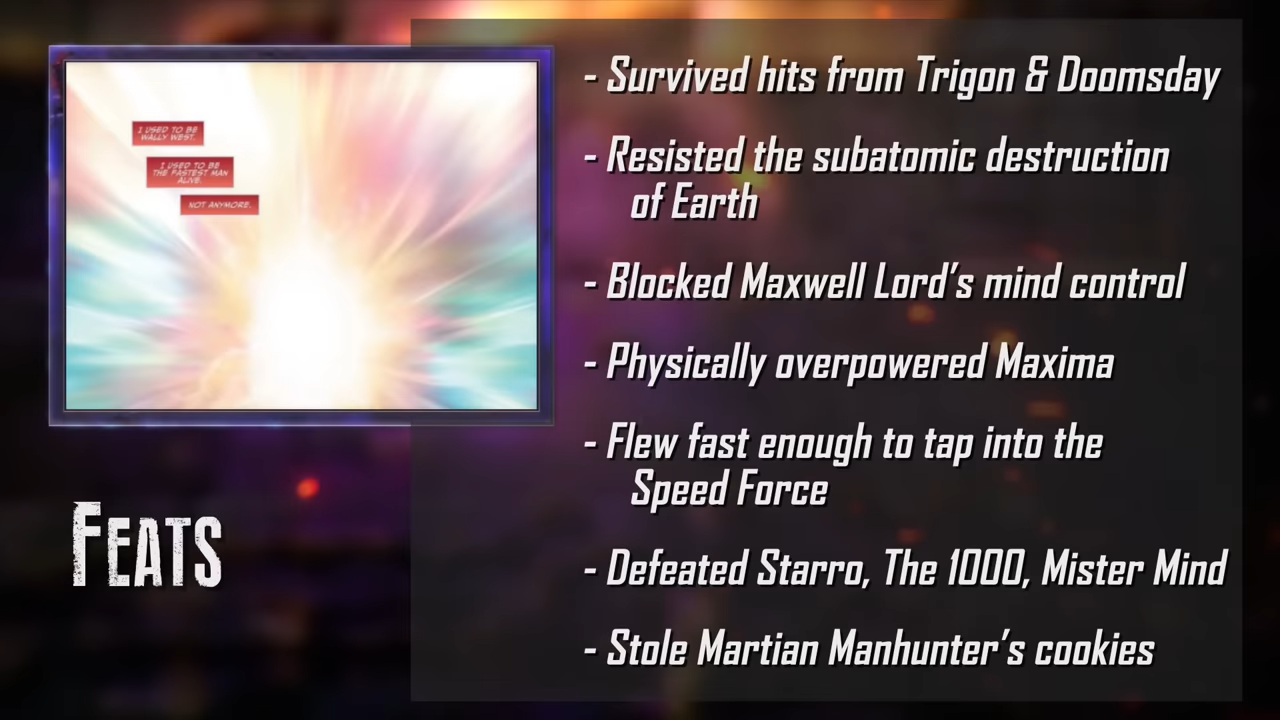 I USED TO BE
WALLY WEST.
I USED TO BE
THE FASTEST MAN
ALIVE.
NOT ANYMORE.
FEATS
- Survived hits from Trigon & Doomsday
- Resisted the subatomic destruction
of Earth
- Blocked Maxwell Lord's mind control
- Physically overpowered Maxima
- Flew fast enough to tap into the
Speed Force
- Defeated Starro, The 1000, Mister Mind
- Stole Martian Manhunter's cookies